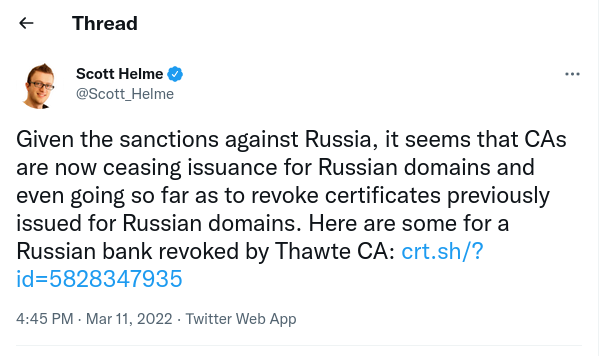 Thread
Scott Helme
@Scott_Helme
Given the sanctions against Russia, it seems that CAs
are now ceasing issuance for Russian domains and
even going so far as to revoke certificates previously
issued for Russian domains. Here are some for a
Russian bank revoked by Thawte CA: crt.sh/?
id=5828347935
4:45 PM · Mar 11, 2022 · Twitter Web App